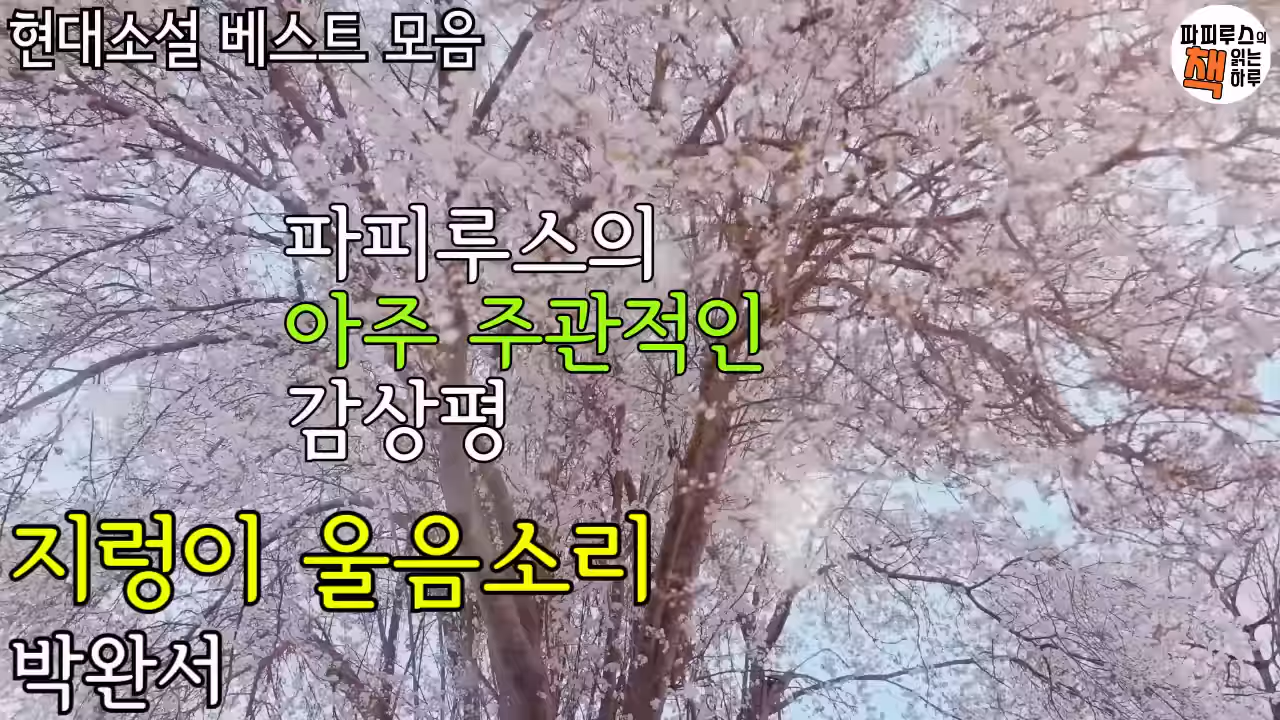 현대소설 베스트 모음
파피루스의
책 읽는
하루
파피루스의
아주 주관적인
감상평
지렁이 울음소리
박완서